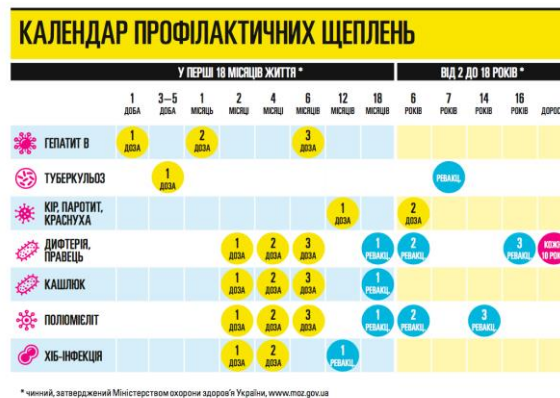 КАЛЕНДАР ПРОФІЛАКТИЧНИХ ЩЕПЛЕНЬ
У ПЕРШІ 18 МІСЯЦІВ ЖИТТЯ * ВІД 2 ДО 18 РОКІВ *
1 3–5 1 2 4 6 12 18 6 7 14 16
ДОБА ДОБА МІСЯЦЬ МІСЯЦІ МІСЯЦІ МІСЯЦІВ МІСЯЦІВ МІСЯЦІВ РОКІВ РОКІВ РОКІВ РОКІВ
ГЕПАТИТ В 1 ДОЗА 2 ДОЗА 3 ДОЗА
ТУБЕРКУЛЬОЗ 1 ДОЗА РЕВАКЦ.
КІР, ПАРОТИТ,
КРАСНУХА 1 ДОЗА 2 ДОЗА
ДИФТЕРІЯ,
ПРАВЕЦЬ 1 ДОЗА 2 ДОЗА 3 ДОЗА 1 РЕВАКЦ. 2 РЕВАКЦ. 3 РЕВАКЦ.
КАШЛЮК 1 ДОЗА 2 ДОЗА 3 ДОЗА 1 РЕВАКЦ.
ПОЛІОМІЄЛІТ 1 ДОЗА 2 ДОЗА 3 ДОЗА 1 РЕВАКЦ. 2 РЕВАКЦ. 3 РЕВАКЦ.
ХІБ-ІНФЕКЦІЯ 1 ДОЗА 2 ДОЗА 1 РЕВАКЦ.
* чинний, затверджений Міністерством охорони здоров'я України, www.moz.gov.ua